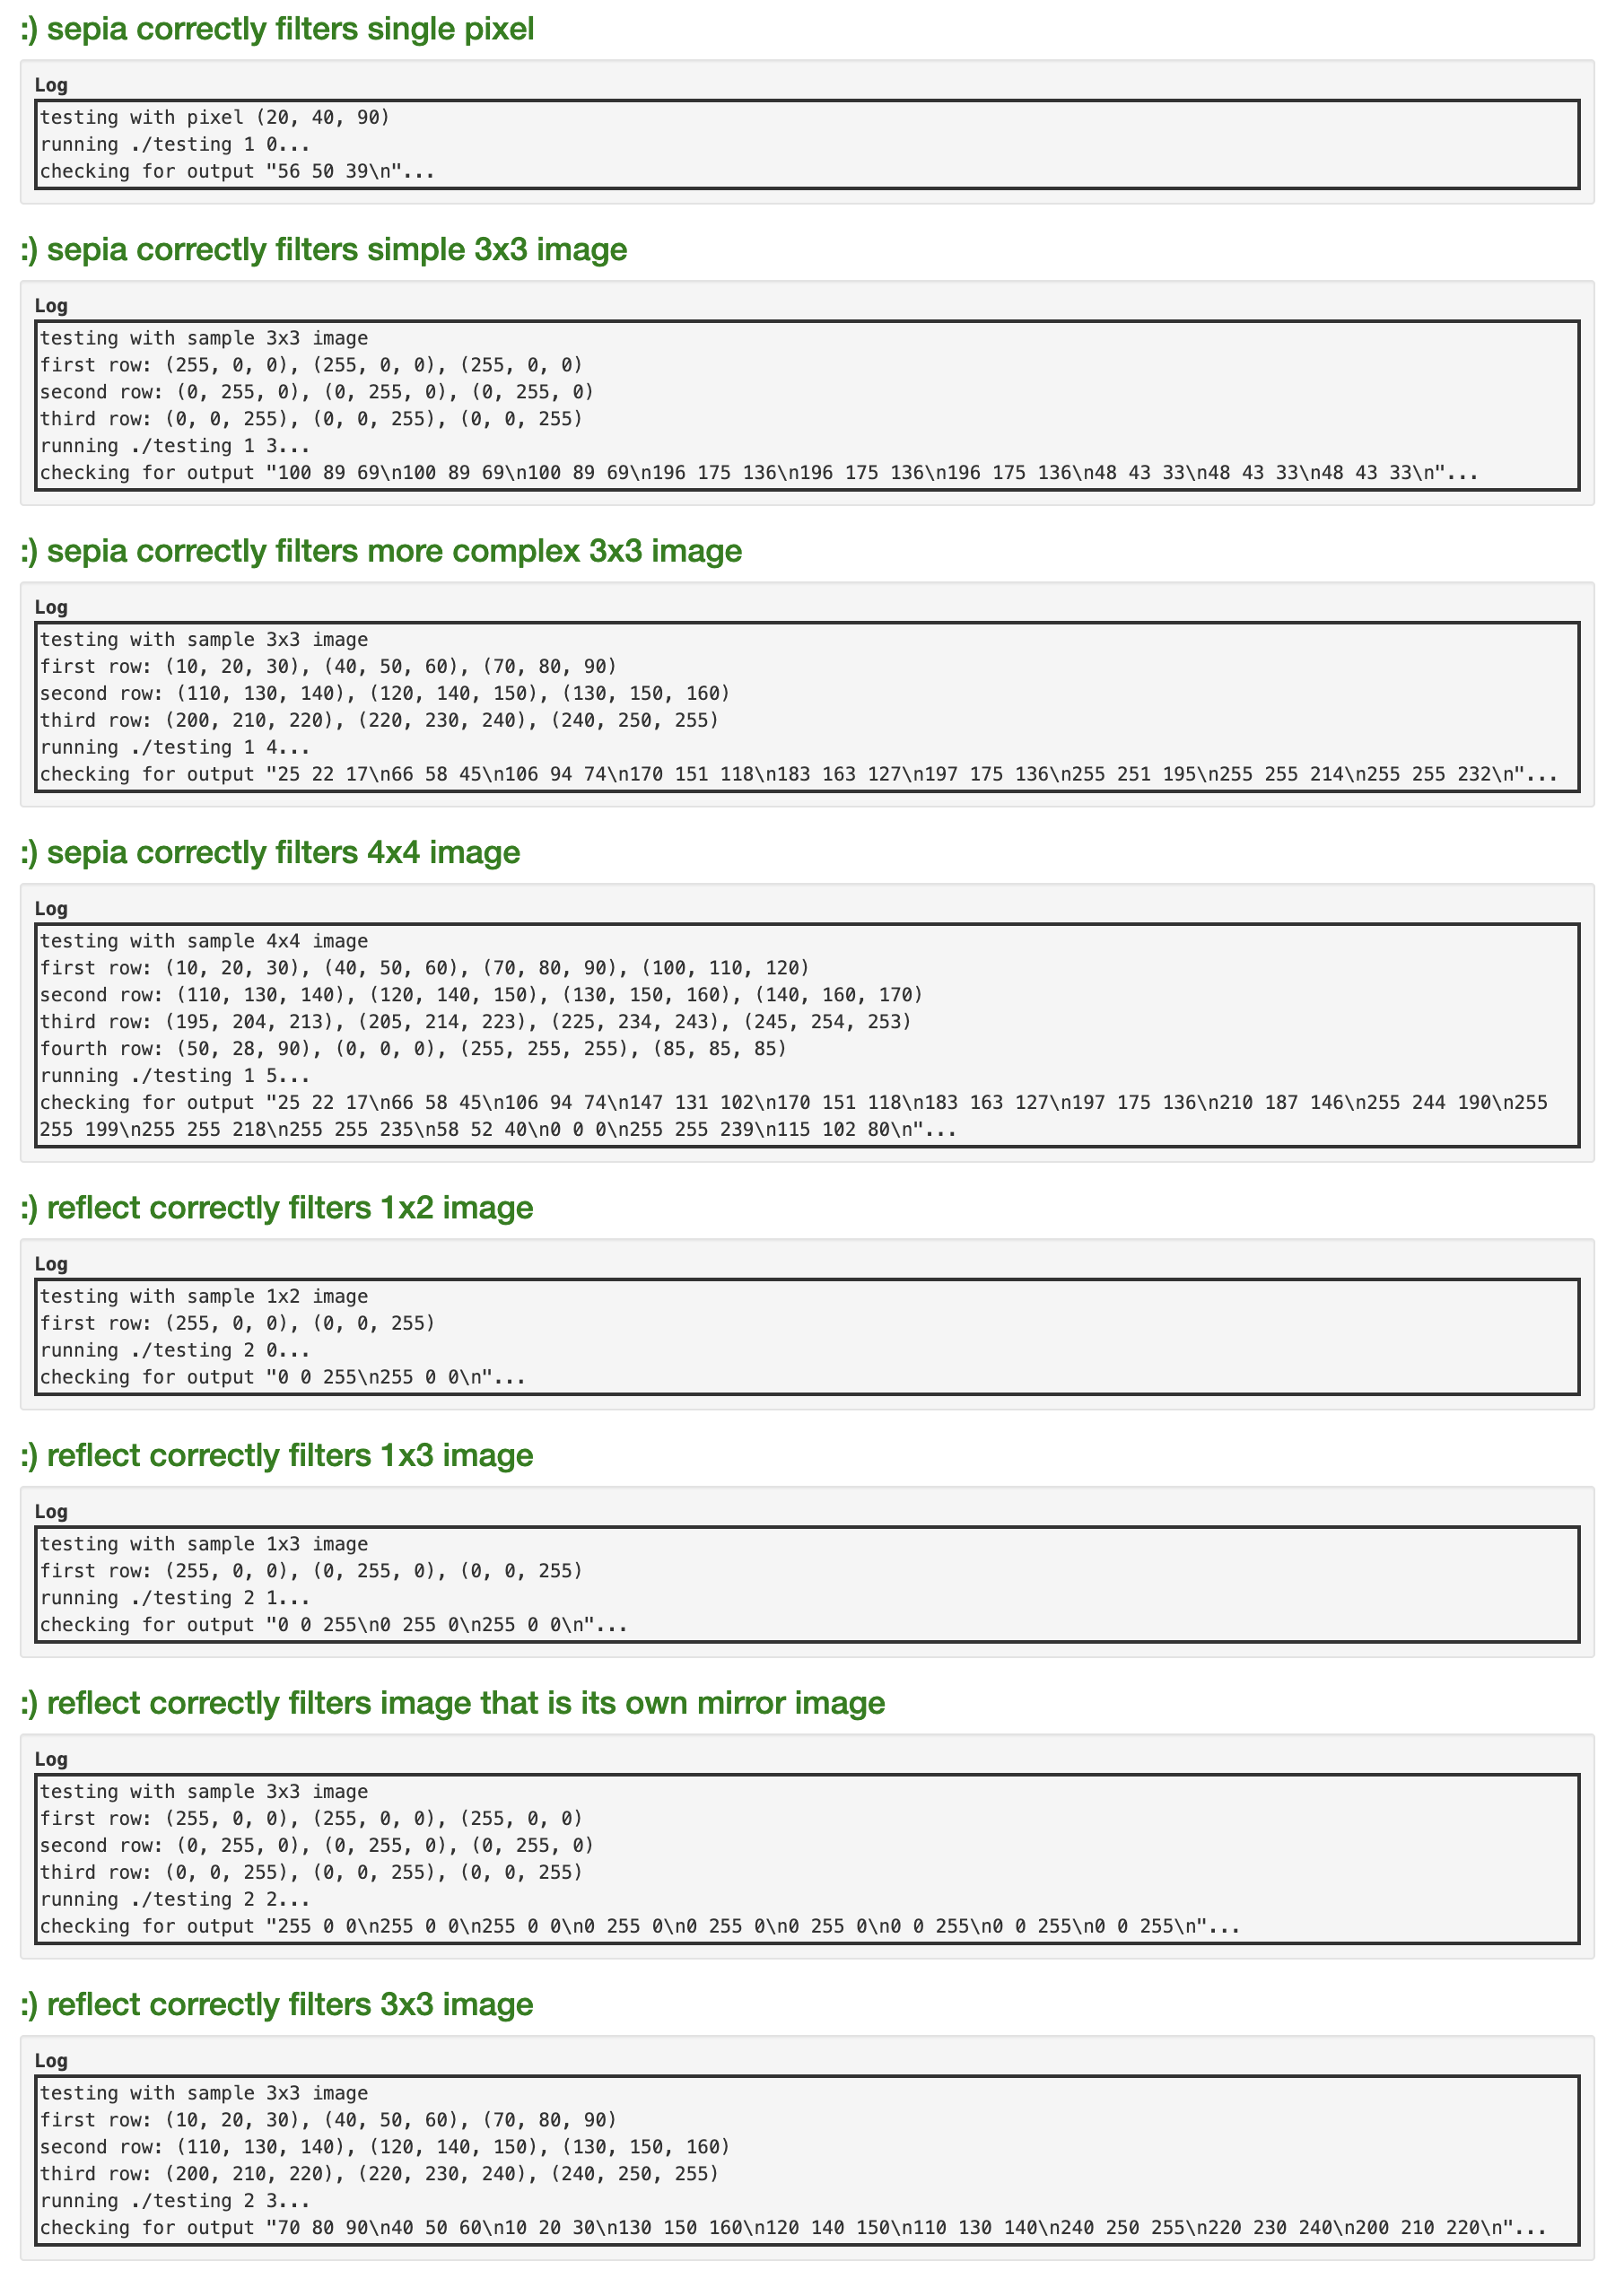 :) sepia correctly filters single pixel
Log
testing with pixel (20, 40, 90)
running ./testing 1 0...
checking for output "56 50 39\n"...
:) sepia correctly filters simple 3x3 image
Log
testing with sample 3x3 image
first row: (255, 0, 0), (255, 0, 0), (255, 0, 0)
second row: (0, 255, 0), (0, 255, 0), (0, 255, 0)
third row: (0, 0, 255), (0, 0, 255), (0, 0, 255)
running ./testing 1 3...
checking for output "100 89 69\n100 89 69\n100 89 69\n196 175 136\n196 175 136\n196 175 136\n48 43 33\n48 43 33\n48 43 33\n"...
:) sepia correctly filters more complex 3x3 image
Log
testing with sample 3x3 image
first row: (10, 20, 30), (40, 50, 60), (70, 80, 90)
second row: (110, 130, 140), (120, 140, 150), (130, 150, 160)
third row: (200, 210, 220), (220, 230, 240), (240, 250, 255)
running ./testing 1 4...
checking for output "25 22 17\n66 58 45\n106 94 74\n170 151 118\n183 163 127\n197 175 136\n255 251 195\n255 255 214\n255 255 232\n"...
:) sepia correctly filters 4x4 image
Log
testing with sample 4x4 image
first row: (10, 20, 30), (40, 50, 60), (70, 80, 90), (100, 110, 120)
second row: (110, 130, 140), (120, 140, 150), (130, 150, 160), (140, 160, 170)
third row: (195, 204, 213), (205, 214, 223), (225, 234, 243), (245, 254, 253)
fourth row: (50, 28, 90), (0, 0, 0), (255, 255, 255), (85, 85, 85)
running ./testing 1 5...
checking for output "25 22 17\n66 58 45\n106 94 74\n147 131 102\n170 151 118\n183 163 127\n197 175 136\n210 187 146\n255 244 190\n255
255 199\n255 255 218\n255 255 235\n58 52 40\n0 0 0\n255 255 239\n115 102 80\n"...
:) reflect correctly filters 1x2 image
Log
testing with sample 1x2 image
first row: (255, 0, 0), (0, 0, 255)
running ./testing 2 0...
checking for output "0 0 255\n255 0 0\n"...
:) reflect correctly filters 1x3 image
Log
testing with sample 1x3 image
first row: (255, 0, 0), (0, 255, 0), (0, 0, 255)
running ./testing 2 1...
checking for output "0 0 255\n0 255 0\n255 0 0\n"...
:) reflect correctly filters image that is its own mirror image
Log
testing with sample 3x3 image
first row: (255, 0, 0), (255, 0, 0), (255, 0, 0)
second row: (0, 255, 0), (0, 255, 0), (0, 255, 0)
third row: (0, 0, 255), (0, 0, 255), (0, 0, 255)
running ./testing 2 2...
checking for output "255 0 0\n255 0 0\n255 0 0\n0 255 0\n0 255 0\n0 255 0\n0 0 255\n0 0 255\n0 0 255\n"...
:) reflect correctly filters 3x3 image
Log
testing with sample 3x3 image
first row: (10, 20, 30), (40, 50, 60), (70, 80, 90)
second row: (110, 130, 140), (120, 140, 150), (130, 150, 160)
third row: (200, 210, 220), (220, 230, 240), (240, 250, 255)
running ./testing 2 3...
checking for output "70 80 90\n40 50 60\n10 20 30\n130 150 160\n120 140 150\n110 130 140\n240 250 255\n220 230 240\n200 210 220\n"...